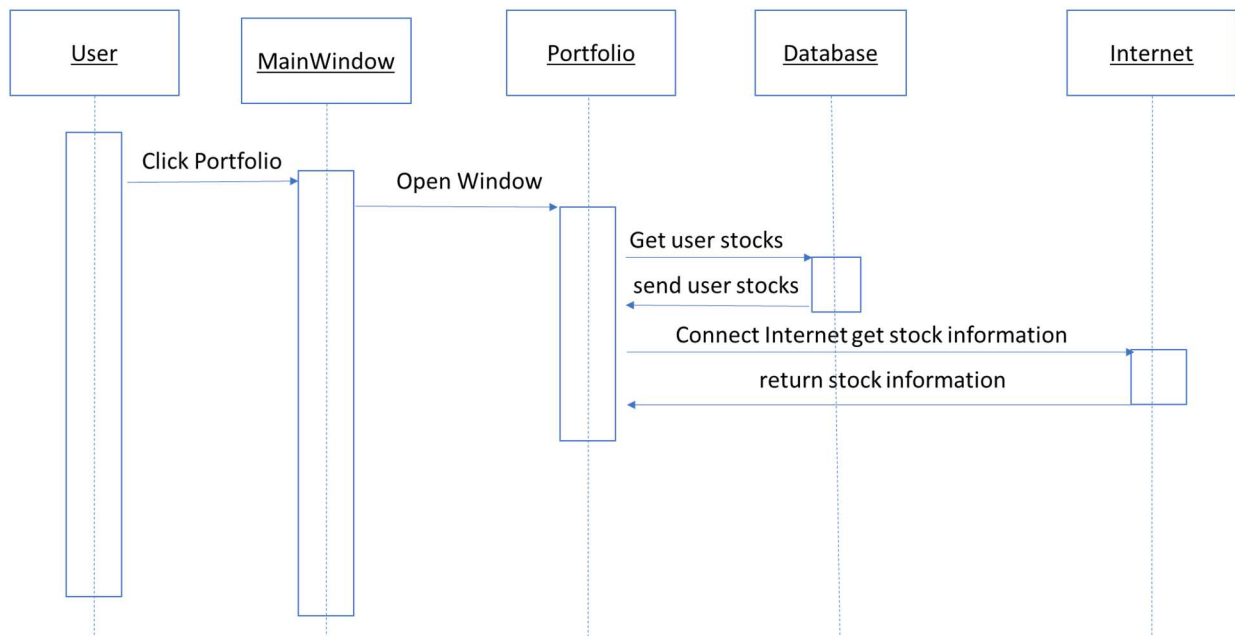 User
MainWindow
Portfolio
Database
Internet
Click Portfolio
Open Window
Get user stocks
send user stocks
Connect Internet get stock information
return stock information